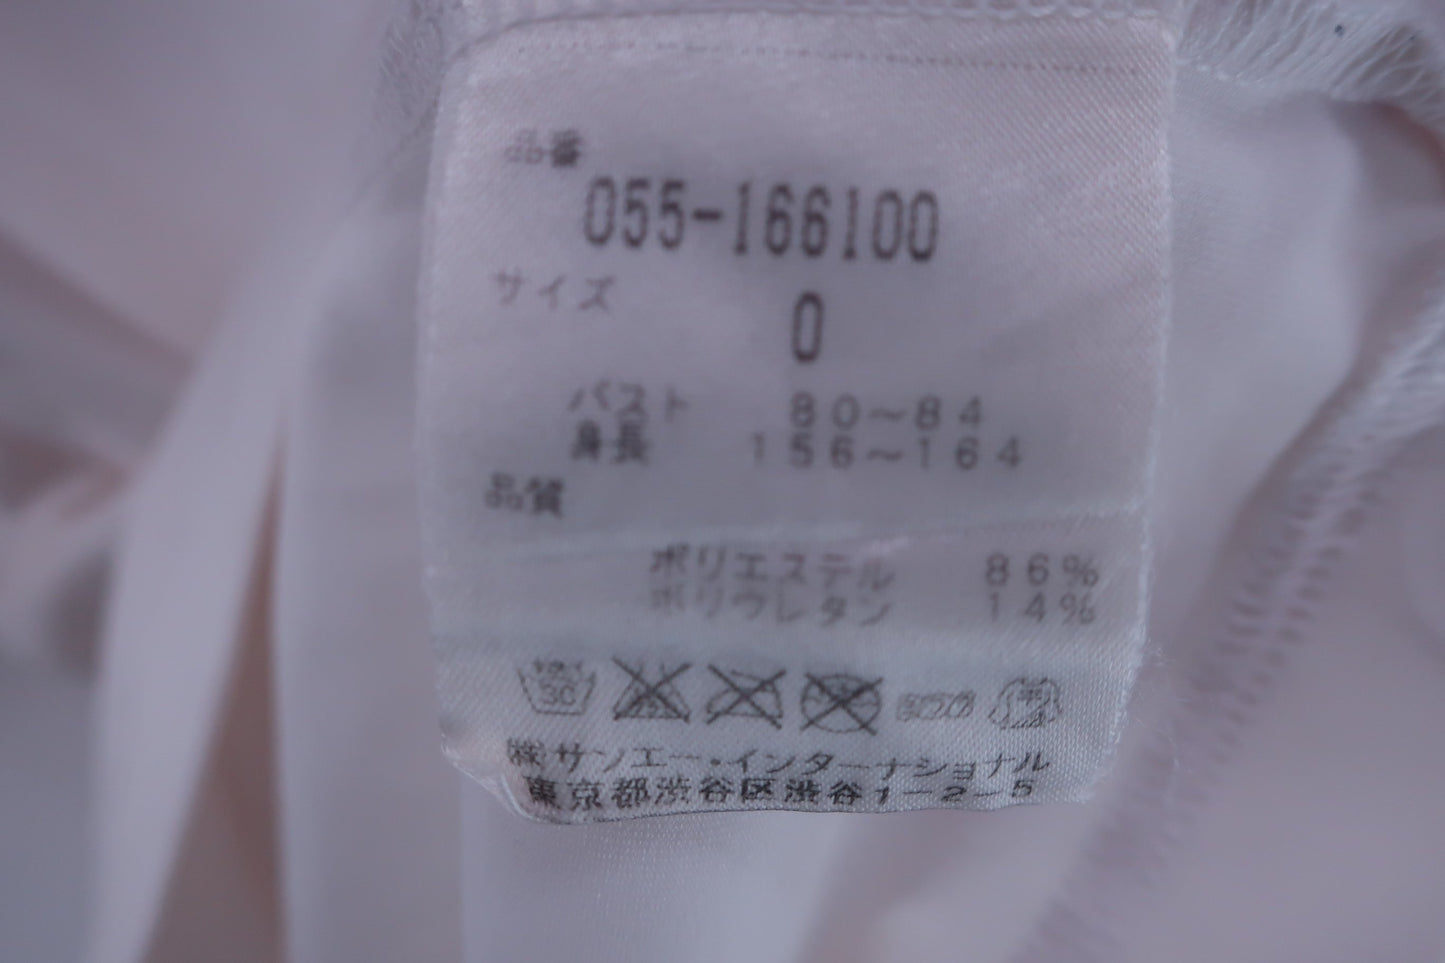 品番
055-166100
サイズ 0
バスト 80～84
身長 156～164
品質
ポリエステル 86%
ポリウレタン 14%
30
㈱サンエー・インターナショナル
東京都渋谷区渋谷1-2-5